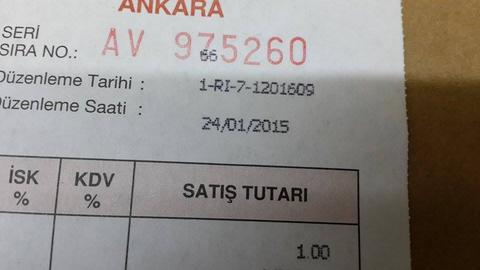 ANKARA
SERİ
SIRA NO.: AV 975260
66
Düzenleme Tarihi : 1-RI-7-1201609
Düzenleme Saati :
24/01/2015
İSK % KDV % SATIŞ TUTARI
1.00